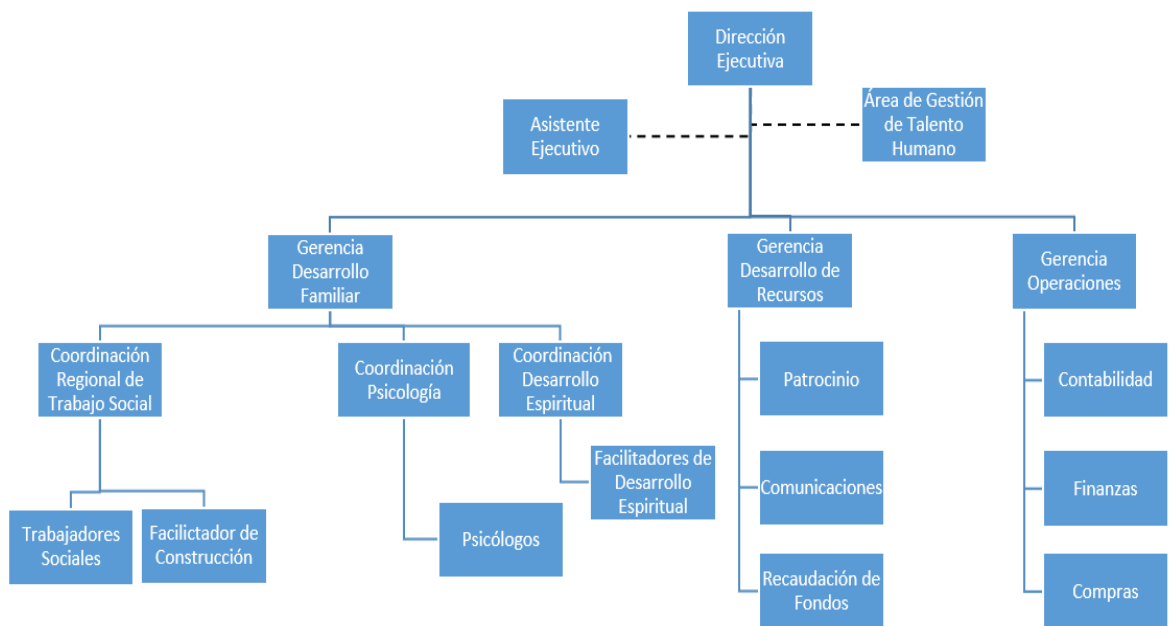 Dirección
Ejecutiva
Asistente
Ejecutivo
Área de Gestión
de Talento
Humano
Gerencia
Desarrollo
Familiar
Gerencia
Desarrollo de
Recursos
Gerencia
Operaciones
Coordinación
Regional de
Trabajo Social
Coordinación
Psicología
Coordinación
Desarrollo
Espiritual
Patrocinio
Contabilidad
Facilitadores de
Desarrollo
Espiritual
Comunicaciones
Finanzas
Trabajadores
Sociales
Facilictador de
Construcción
Psicólogos
Recaudación de
Fondos
Compras